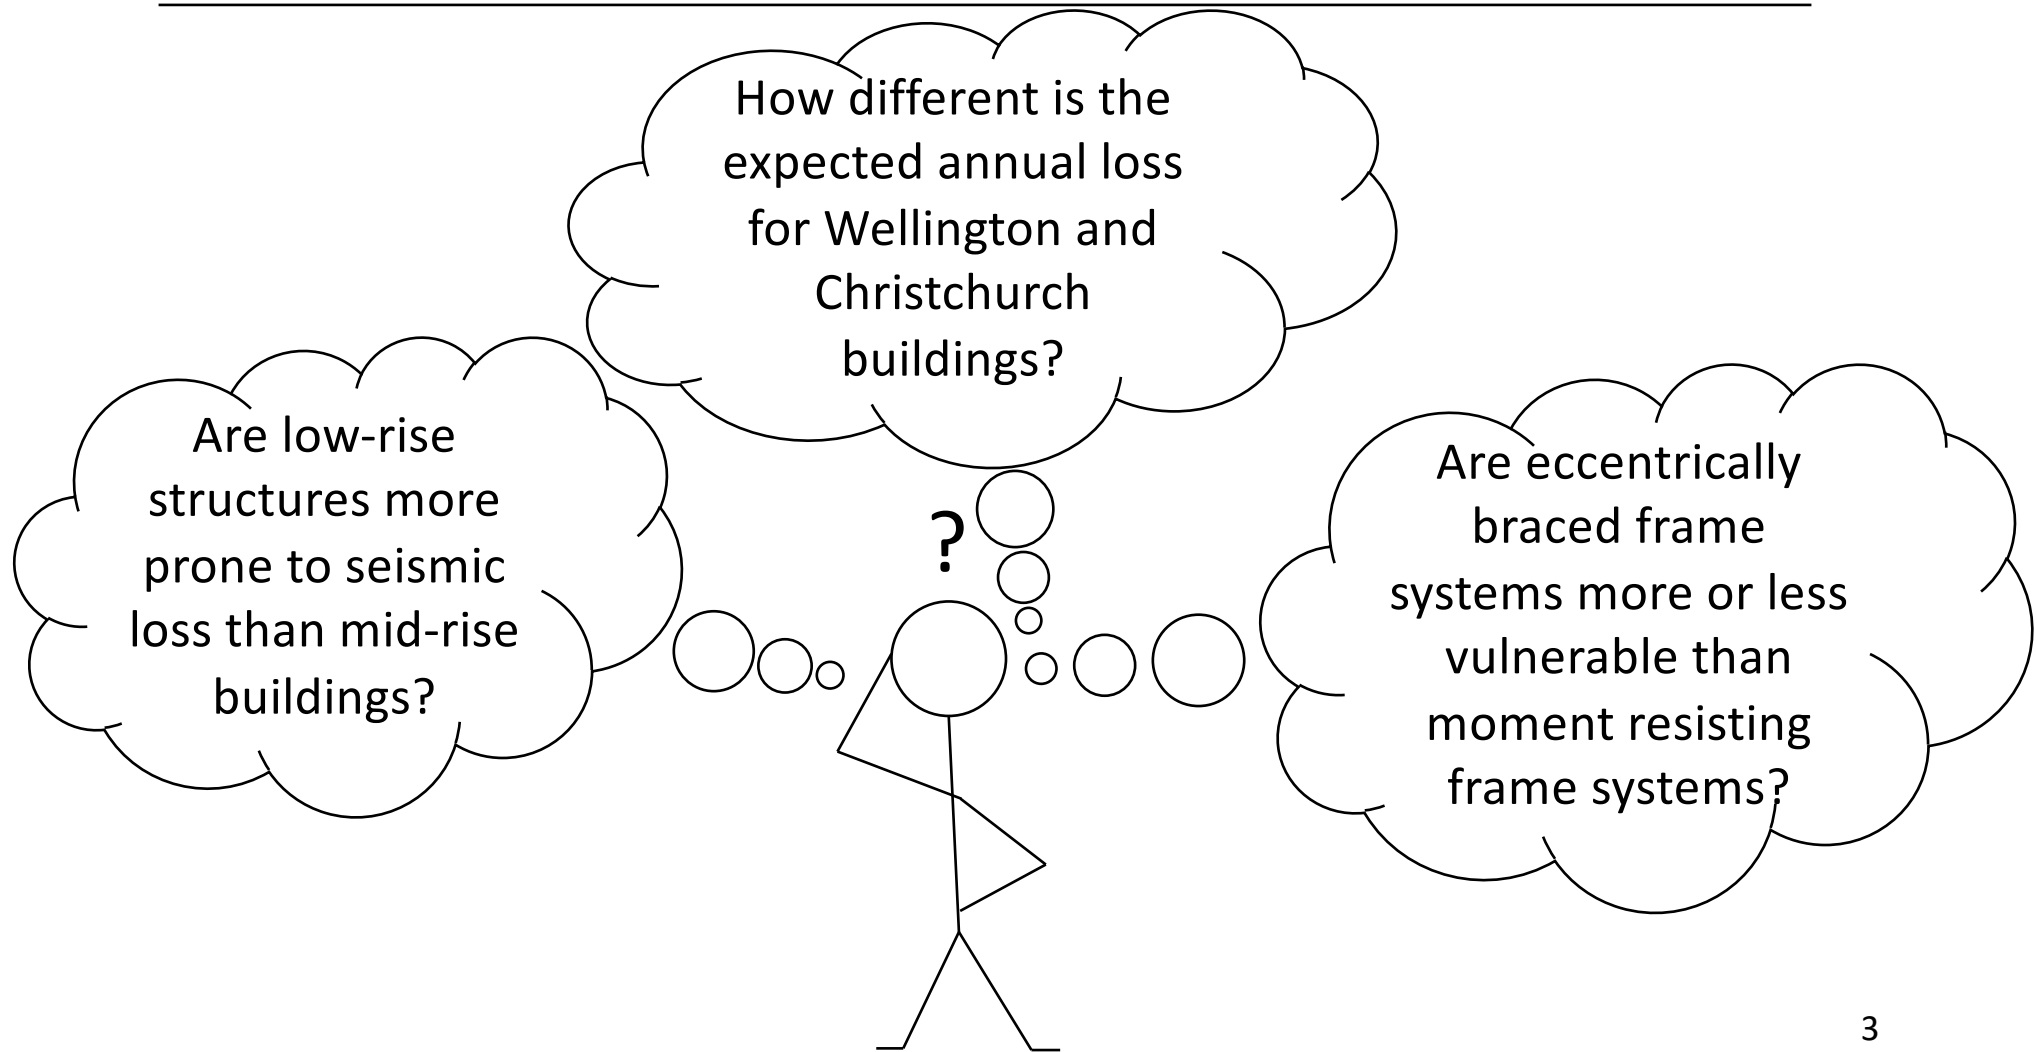 How different is the
expected annual loss
for Wellington and
Christchurch
buildings?
Are low-rise
structures more
prone to seismic
loss than mid-rise
buildings?
Are eccentrically
braced frame
systems more or less
vulnerable than
moment resisting
frame systems?
?
3